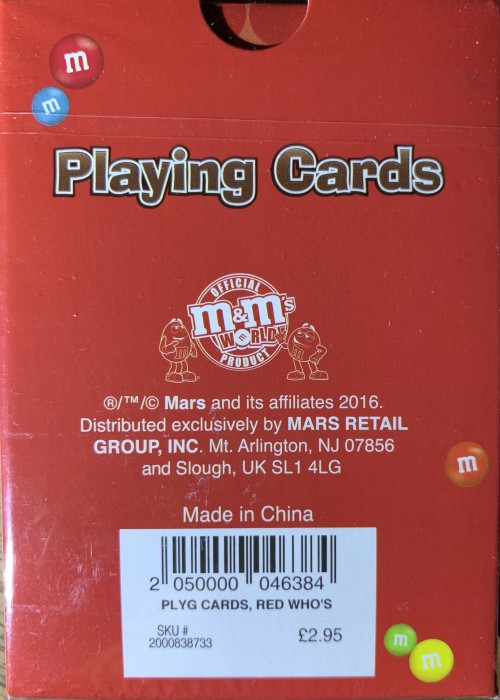 m
m
Playing Cards
OFFICIAL
m&m's
WORLD
PRODUCT
®/™/© Mars and its affiliates 2016.
Distributed exclusively by MARS RETAIL
GROUP, INC. Mt. Arlington, NJ 07856
and Slough, UK SL1 4LG
m
Made in China
2 050000 046384
PLYG CARDS, RED WHO'S
SKU #
2000838733
£2.95
m
m